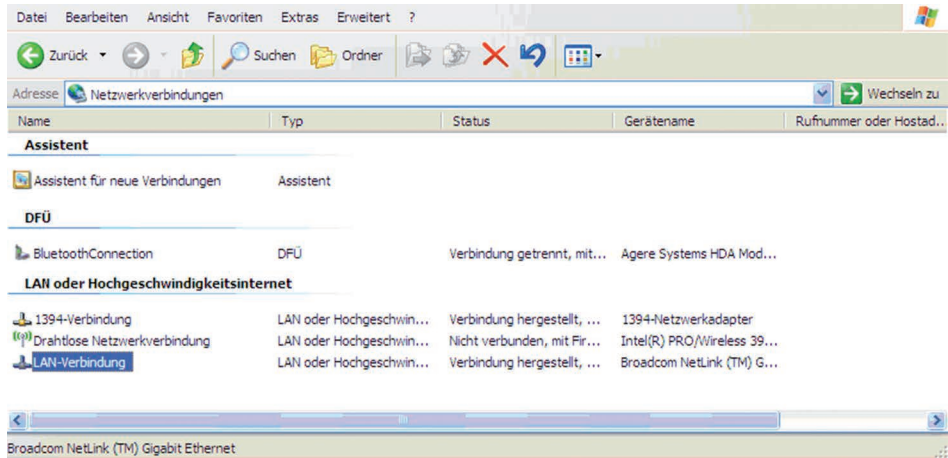 Datei Bearbeiten Ansicht Favoriten Extras Erweitert ?
Zurück Suchen Ordner
Adresse Netzwerkverbindungen Wechseln zu
Name Typ Status Gerätename Rufnummer oder Hostad...
Assistent
Assistent für neue Verbindungen Assistent
DFÜ
BluetoothConnection DFÜ Verbindung getrennt, mit... Agere Systems HDA Mod...
LAN oder Hochgeschwindigkeitsinternet
1394-Verbindung LAN oder Hochgeschwin... Verbindung hergestellt, ... 1394-Netzwerkadapter
Drahtlose Netzwerkverbindung LAN oder Hochgeschwin... Nicht verbunden, mit Fir... Intel(R) PRO/Wireless 39...
LAN-Verbindung LAN oder Hochgeschwin... Verbindung hergestellt, ... Broadcom NetLink (TM) G...
Broadcom NetLink (TM) Gigabit Ethernet